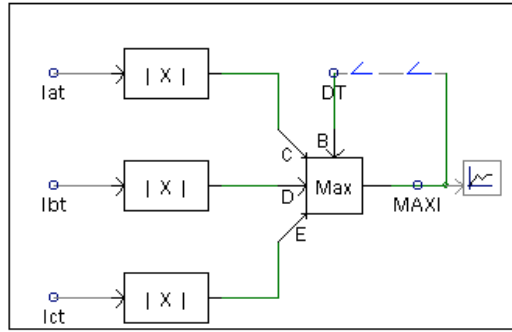 Iat
| X |
DT
B
C
Ibt
| X |
D
Max
MAXI
E
Ict
| X |